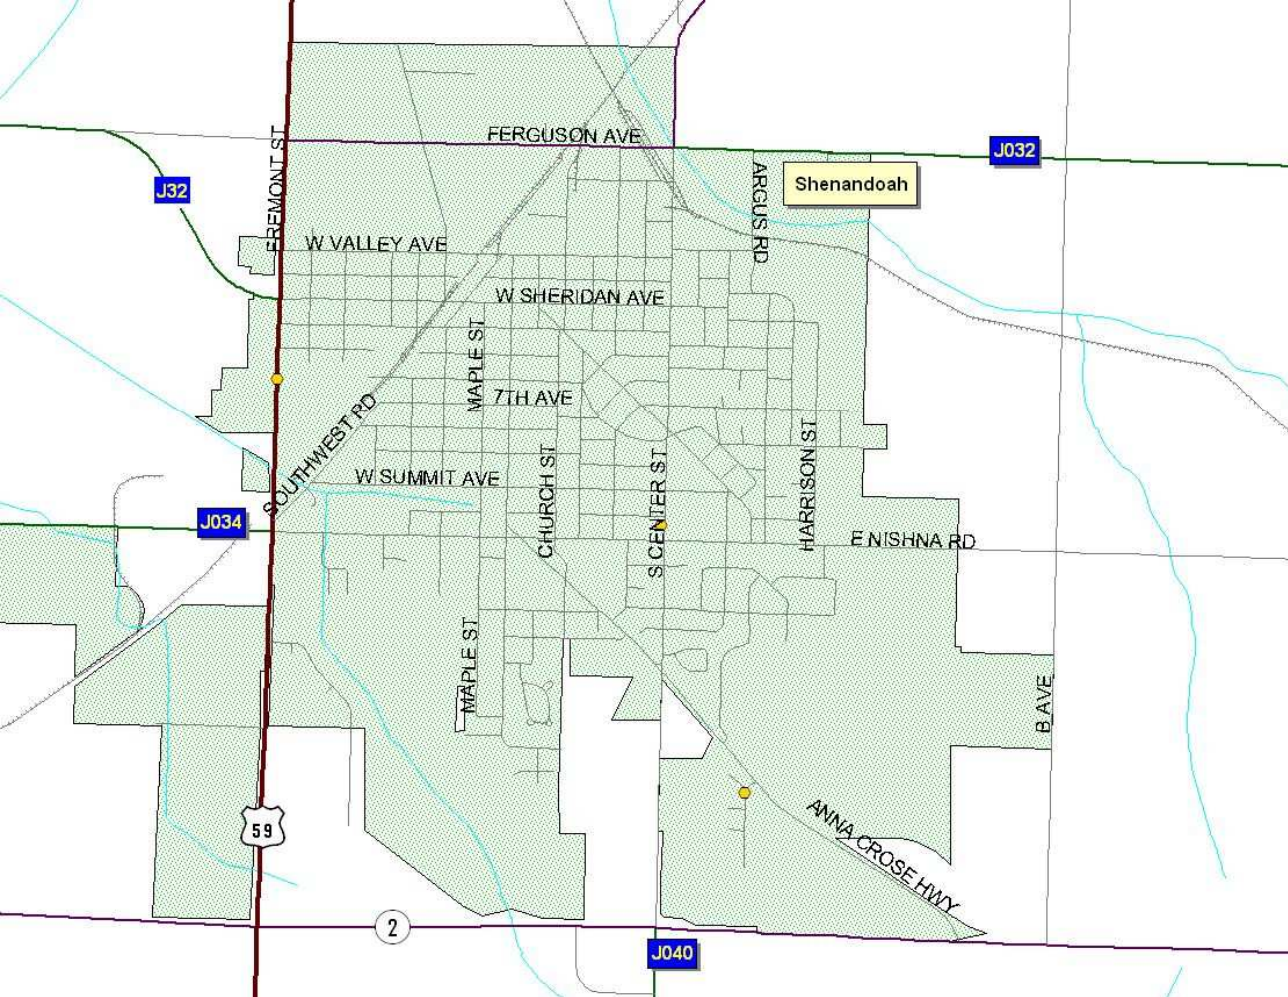 FERGUSON AVE
J032
FREMONT ST
J32
ARGUS RD
Shenandoah
W VALLEY AVE
W SHERIDAN AVE
MAPLE ST
7TH AVE
SOUTHWEST RD
W SUMMIT AVE
CHURCH ST
S CENTER ST
HARRISON ST
J034
E NISHNA RD
MAPLE ST
B AVE
59
ANNA CROSE HWY
2
J040